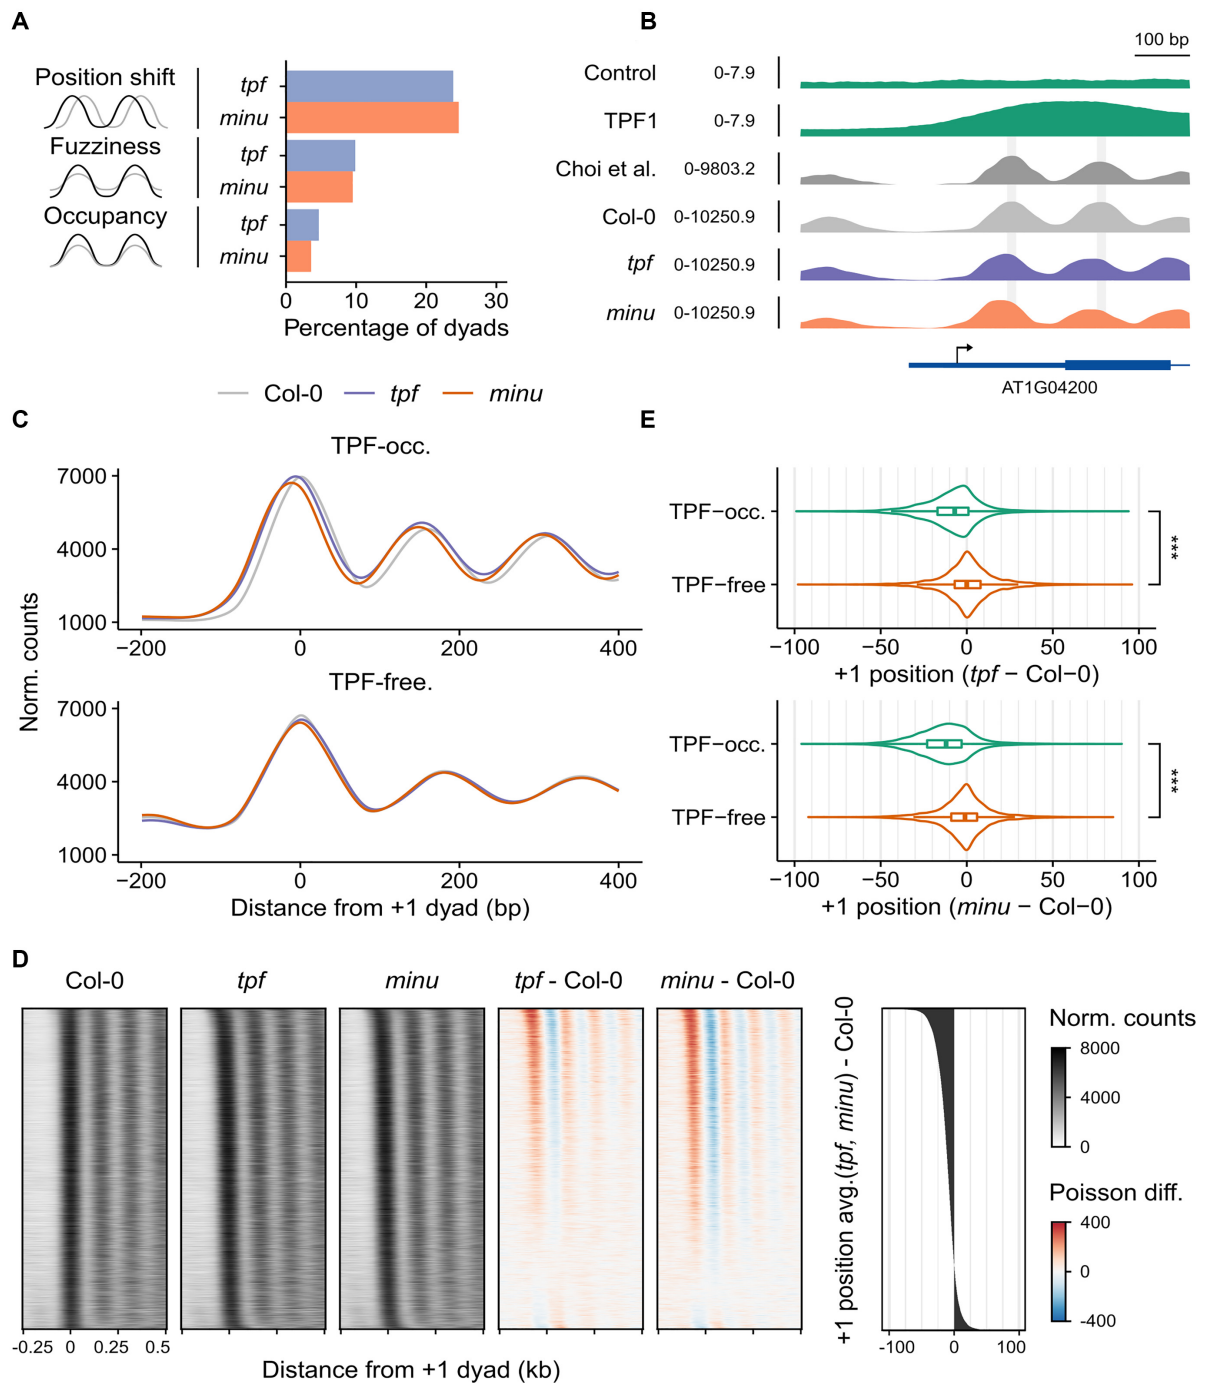 A
Position shift
Fuzziness
Occupancy
tpf
minu
tpf
minu
tpf
minu
0 10 20 30
Percentage of dyads
B
100 bp
Control 0-7.9
TPF1 0-7.9
Choi et al. 0-9803.2
Col-0 0-10250.9
tpf 0-10250.9
minu 0-10250.9
AT1G04200
Col-0 tpf minu
C
TPF-occ.
7000
4000
1000
−200 0 200 400
TPF-free.
7000
4000
1000
−200 0 200 400
Norm. counts
Distance from +1 dyad (bp)
E
TPF−occ.
TPF−free
***
−100 −50 0 50 100
+1 position (tpf − Col−0)
TPF−occ.
TPF−free
***
−100 −50 0 50 100
+1 position (minu − Col−0)
D
Col-0 tpf minu tpf - Col-0 minu - Col-0
-0.25 0 0.25 0.5
Distance from +1 dyad (kb)
+1 position avg.(tpf, minu) - Col-0
-100 0 100
Norm. counts
8000
4000
0
Poisson diff.
400
0
-400